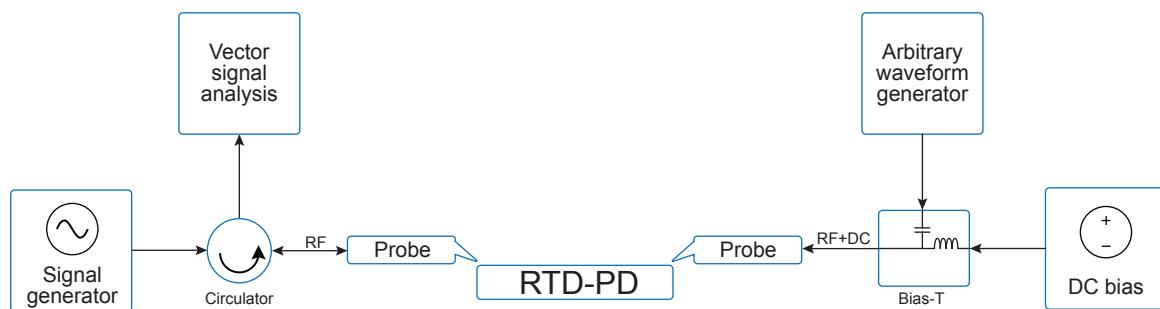 Vector
signal
analysis
Arbitrary
waveform
generator
Signal
generator
Circulator
RF
Probe
RTD-PD
Probe
RF+DC
Bias-T
+
−
DC bias